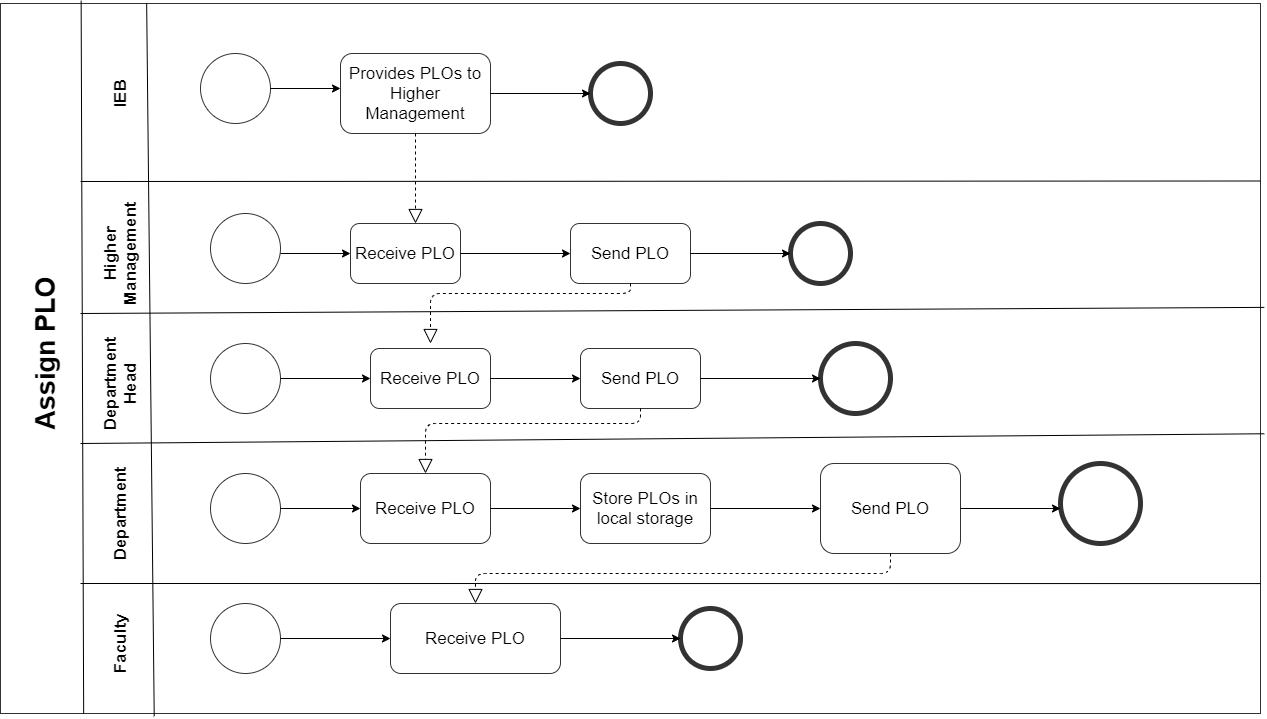 Assign PLO
IEB
Provides PLOs to
Higher
Management
Higher
Management
Receive PLO
Send PLO
Department
Head
Receive PLO
Send PLO
Department
Receive PLO
Store PLOs in
local storage
Send PLO
Faculty
Receive PLO